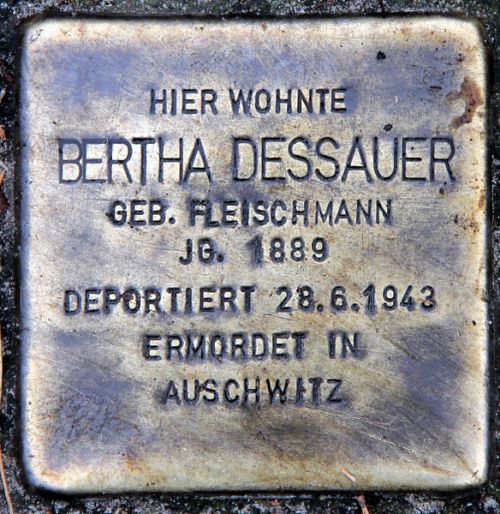 HIER WOHNTE
BERTHA DESSAUER
GEB. FLEISCHMANN
JG. 1889
DEPORTIERT 28.6.1943
ERMORDET IN
AUSCHWITZ